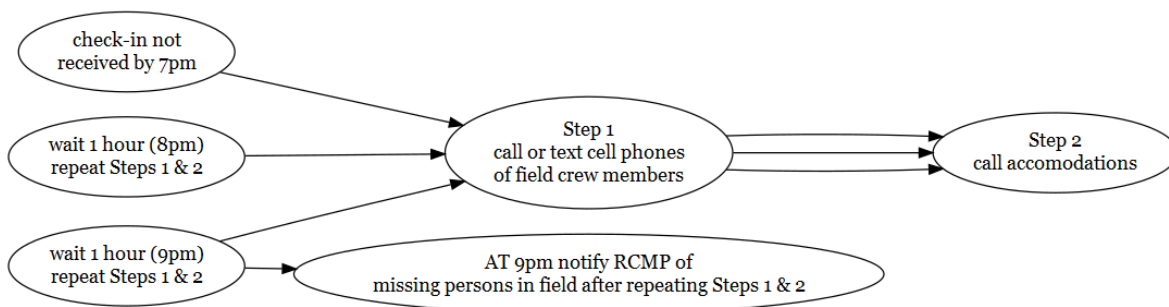 check-in not
received by 7pm
wait 1 hour (8pm)
repeat Steps 1 & 2
wait 1 hour (9pm)
repeat Steps 1 & 2
Step 1
call or text cell phones
of field crew members
AT 9pm notify RCMP of
missing persons in field after repeating Steps 1 & 2
Step 2
call accomodations